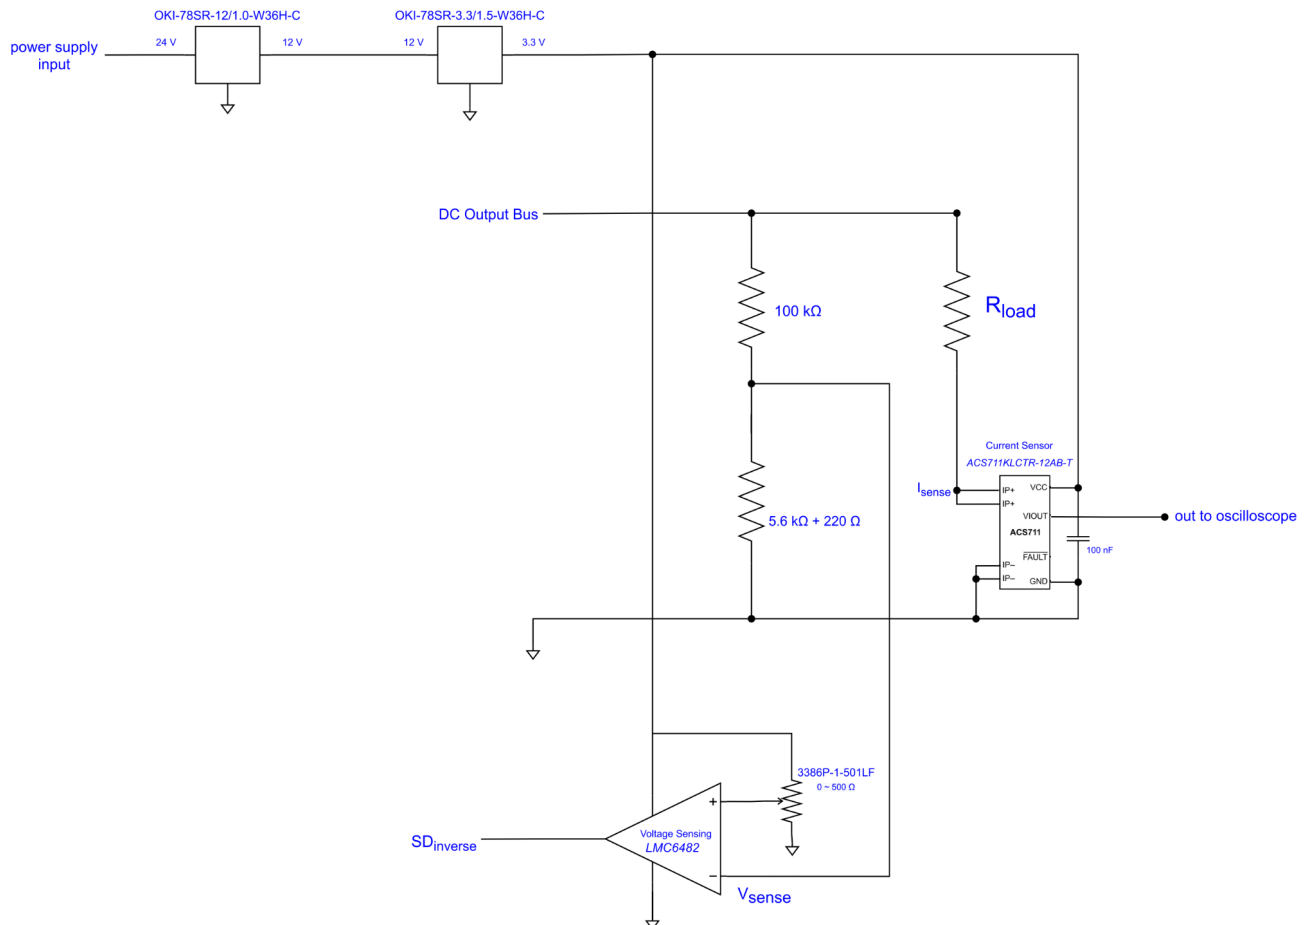 OKI-78SR-12/1.0-W36H-C
OKI-78SR-3.3/1.5-W36H-C
power supply
input
24 V
12 V
12 V
3.3 V
DC Output Bus
100 kΩ
Rload
Current Sensor
ACS711KLCTR-12AB-T
Isense
IP+
IP+
VCC
VIOUT
out to oscilloscope
ACS711
5.6 kΩ + 220 Ω
100 nF
FAULT
IP–
IP–
GND
3386P-1-501LF
0 ~ 500 Ω
+
Voltage Sensing
LMC6482
SDinverse
–
Vsense